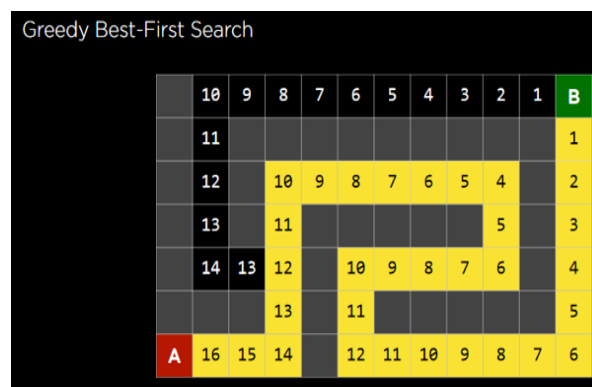 Greedy Best-First Search
10 9 8 7 6 5 4 3 2 1 B
11 1
12 10 9 8 7 6 5 4 2
13 11 5 3
14 13 12 10 9 8 7 6 4
13 11 5
A 16 15 14 12 11 10 9 8 7 6